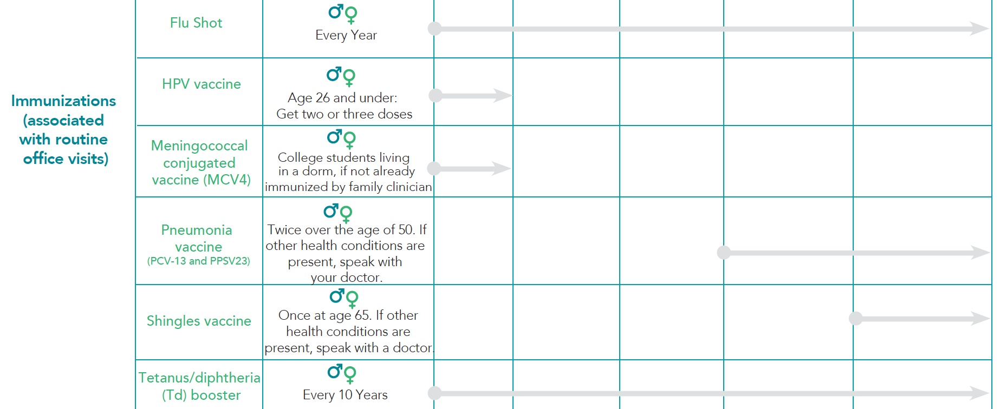 Immunizations
(associated
with routine
office visits)
Flu Shot
Every Year
HPV vaccine
Age 26 and under:
Get two or three doses
Meningococcal
conjugated
vaccine (MCV4)
College students living
in a dorm, if not already
immunized by family clinician
Pneumonia
vaccine
(PCV-13 and PPSV23)
Twice over the age of 50. If
other health conditions are
present, speak with
your doctor.
Shingles vaccine
Once at age 65. If other
health conditions are
present, speak with a doctor.
Tetanus/diphtheria
(Td) booster
Every 10 Years